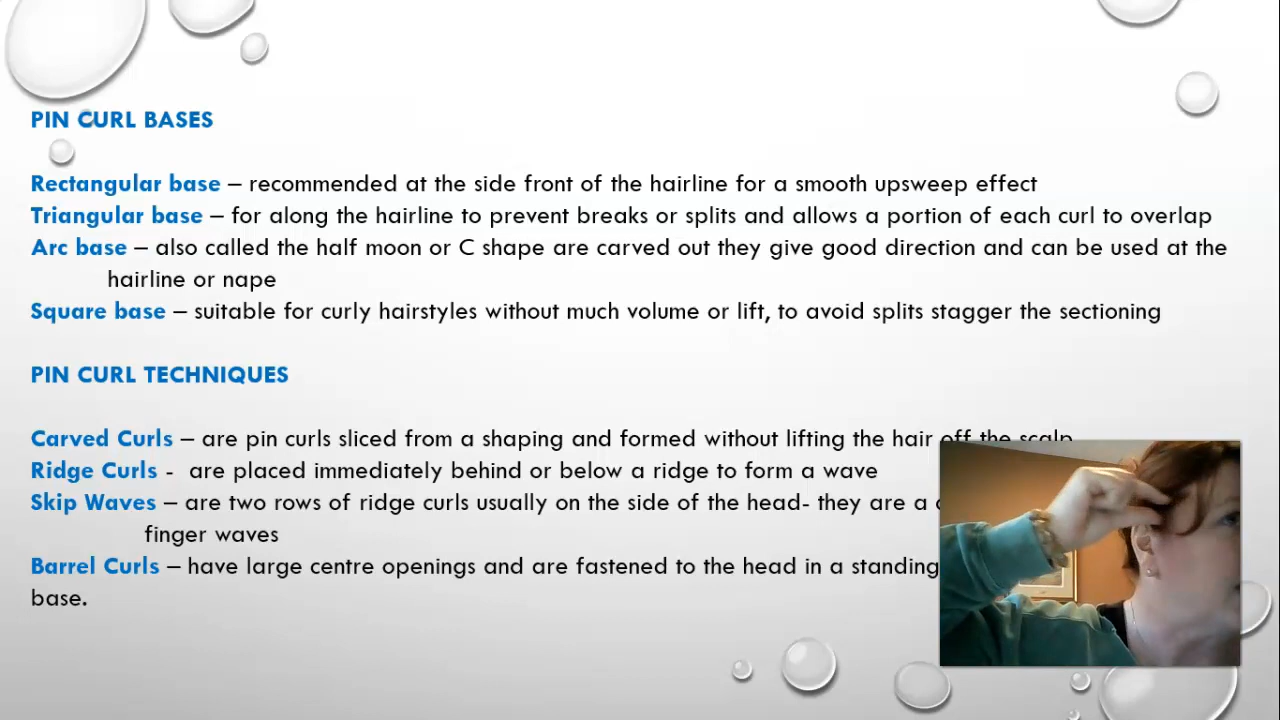 PIN CURL BASES
Rectangular base – recommended at the side front of the hairline for a smooth upsweep effect
Triangular base – for along the hairline to prevent breaks or splits and allows a portion of each curl to overlap
Arc base – also called the half moon or C shape are carved out they give good direction and can be used at the
hairline or nape
Square base – suitable for curly hairstyles without much volume or lift, to avoid splits stagger the sectioning
PIN CURL TECHNIQUES
Carved Curls – are pin curls sliced from a shaping and formed without lifting the hair off the scalp
Ridge Curls - are placed immediately behind or below a ridge to form a wave
Skip Waves – are two rows of ridge curls usually on the side of the head- they are a
finger waves
Barrel Curls – have large centre openings and are fastened to the head in a standing
base.